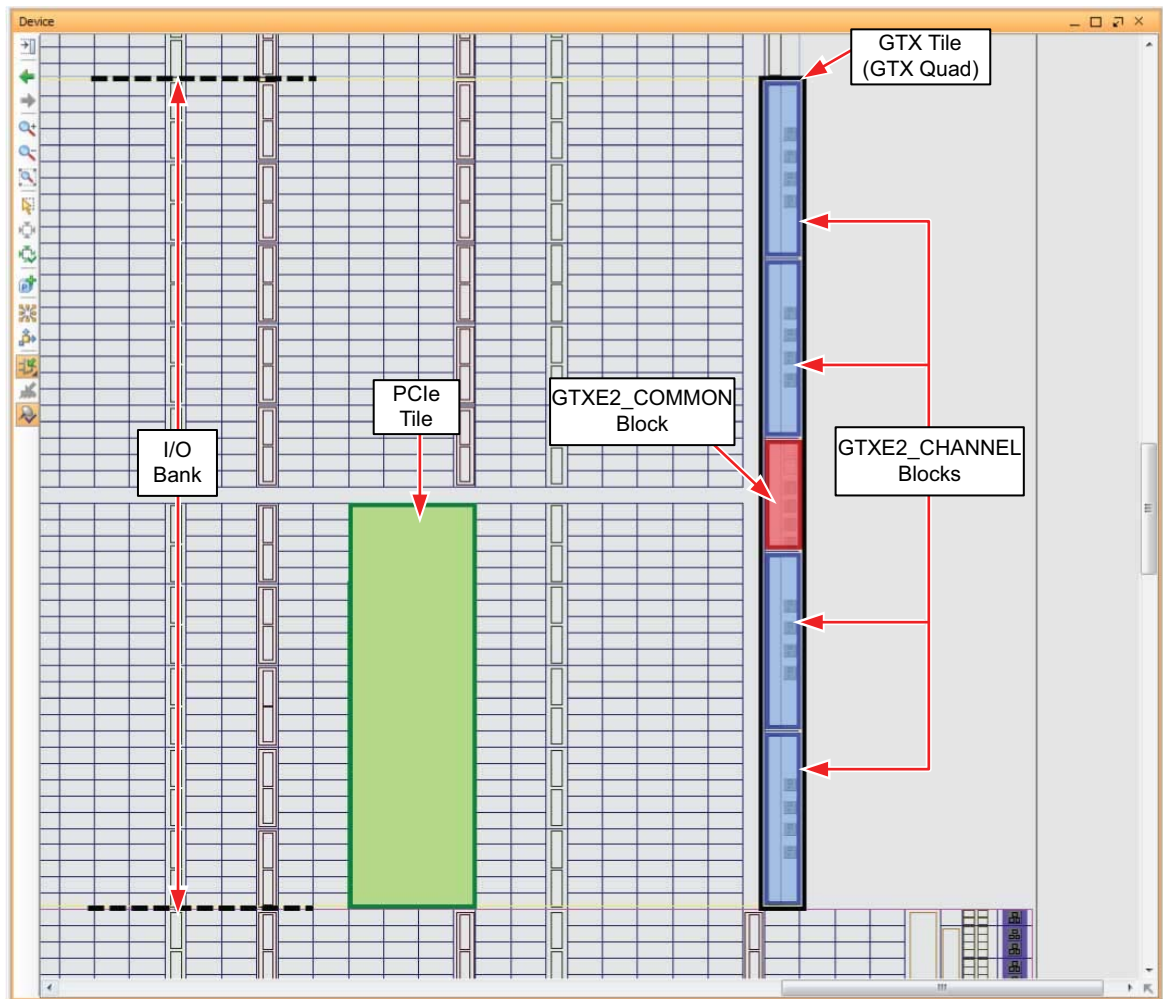 Device
GTX Tile
(GTX Quad)
PCIe
Tile
GTXE2_COMMON
Block
I/O
Bank
GTXE2_CHANNEL
Blocks